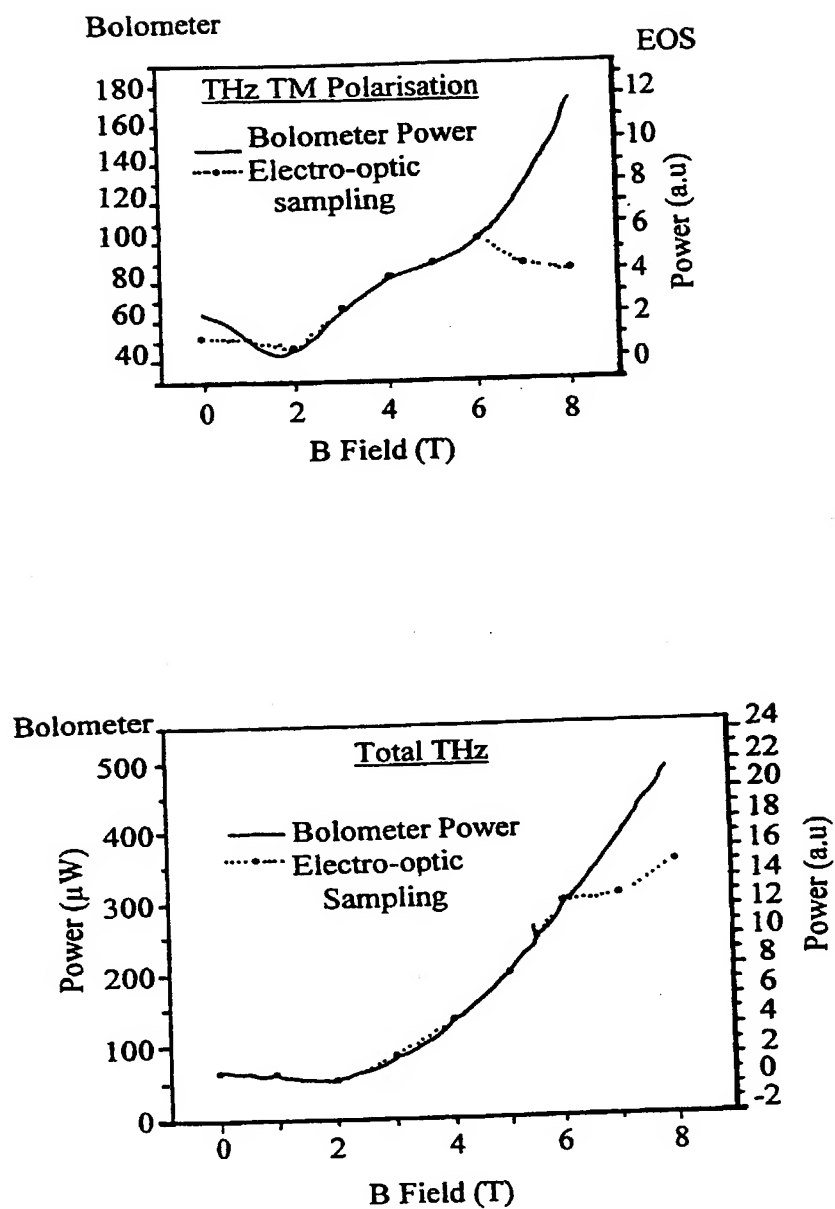 Bolometer
EOS
THz TM Polarisation
Bolometer Power
Electro-optic
sampling
180
160
140
120
100
80
60
40
12
10
8
6
4
2
0
Power (a.u)
0 2 4 6 8
B Field (T)
Bolometer
Total THz
Bolometer Power
Electro-optic
Sampling
Power (µW)
500
400
300
200
100
0
24
22
20
18
16
14
12
10
8
6
4
2
0
-2
Power (a.u)
0 2 4 6 8
B Field (T)